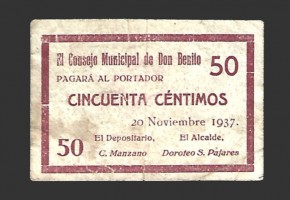 El Consejo Municipal de Don Benito
PAGARÁ AL PORTADOR 50
CINCUENTA CÉNTIMOS
20 Noviembre 1937.
El Depositario, El Alcalde,
50 C. Manzano Doroteo S. Pajares